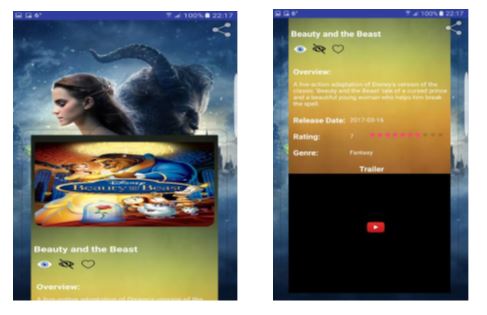 6° 100% 22:17
Disney
Beauty and the Beast
Beauty and the Beast
Overview:
A live-action adaptation of Disney's version of the
6° 100% 22:17
Beauty and the Beast
Overview:
A live-action adaptation of Disney's version of the
classic 'Beauty and the Beast' tale of a cursed prince
and a beautiful young woman who helps him break
the spell.
Release Date: 2017-03-16
Rating: 7
Genre: Fantasy
Trailer